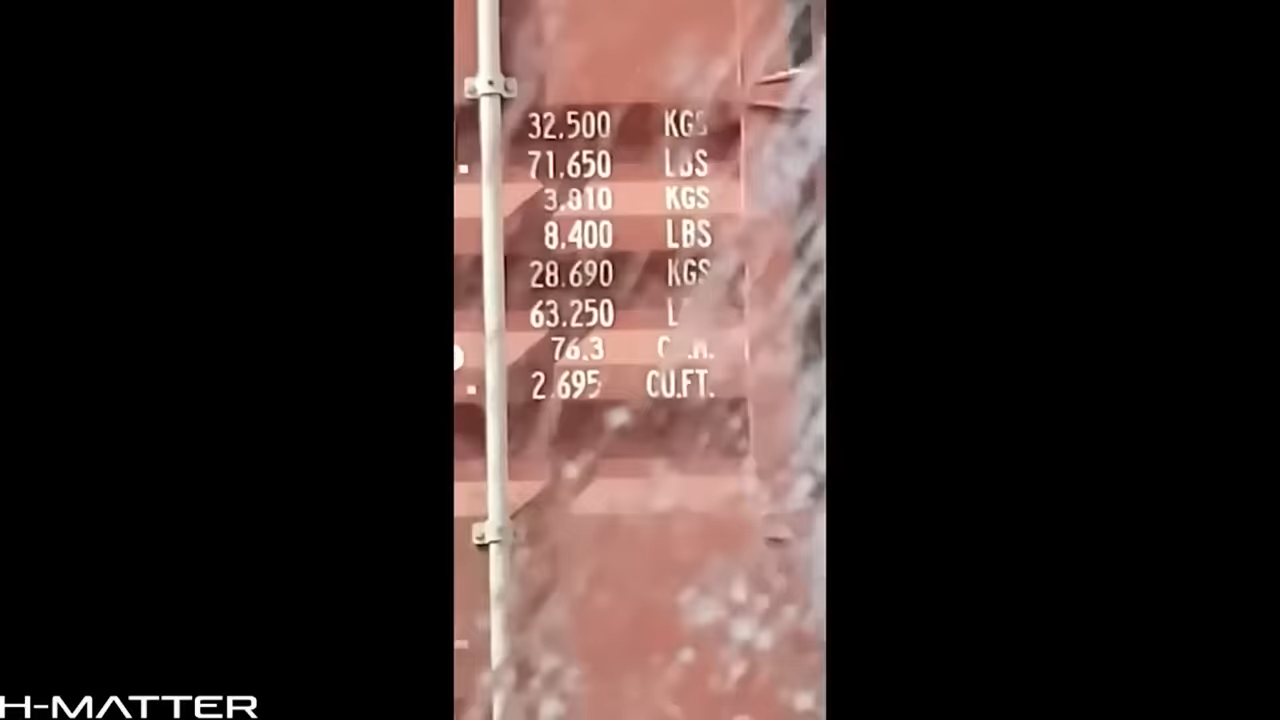 32.500 KGS
71.650 LBS
3.810 KGS
8.400 LBS
28.690 KGS
63.250
76.3
2.695 CU.FT.
H-MATTER